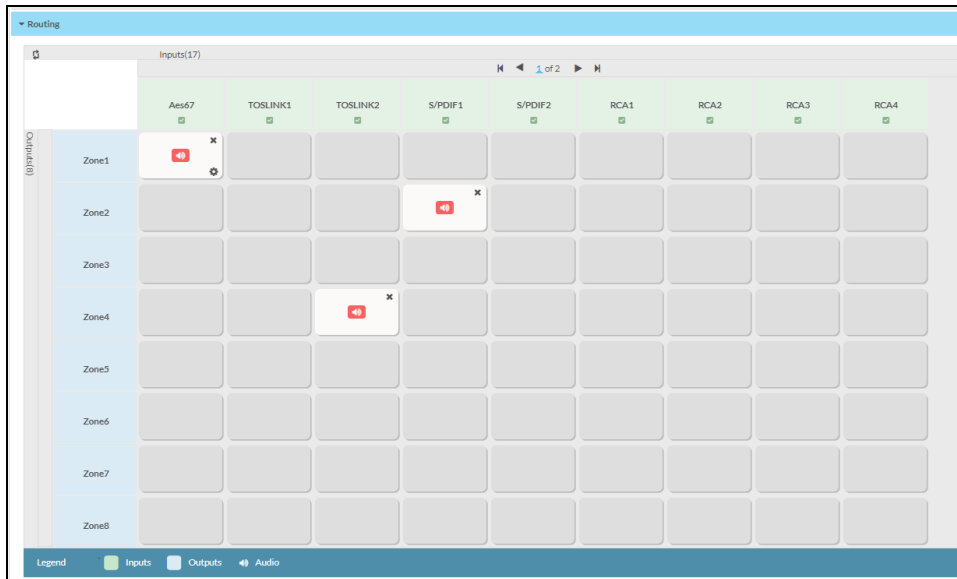 Routing
Inputs(17)
1 of 2
Aes67 TOSLINK1 TOSLINK2 S/PDIF1 S/PDIF2 RCA1 RCA2 RCA3 RCA4
Outputs(8)
Zone1
Zone2
Zone3
Zone4
Zone5
Zone6
Zone7
Zone8
Legend Inputs Outputs Audio